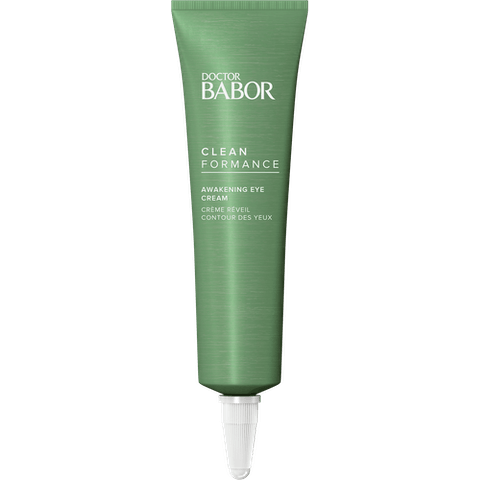 DOCTOR
BABOR
CLEAN
FORMANCE
AWAKENING EYE
CREAM
CRÈME RÉVEIL
CONTOUR DES YEUX